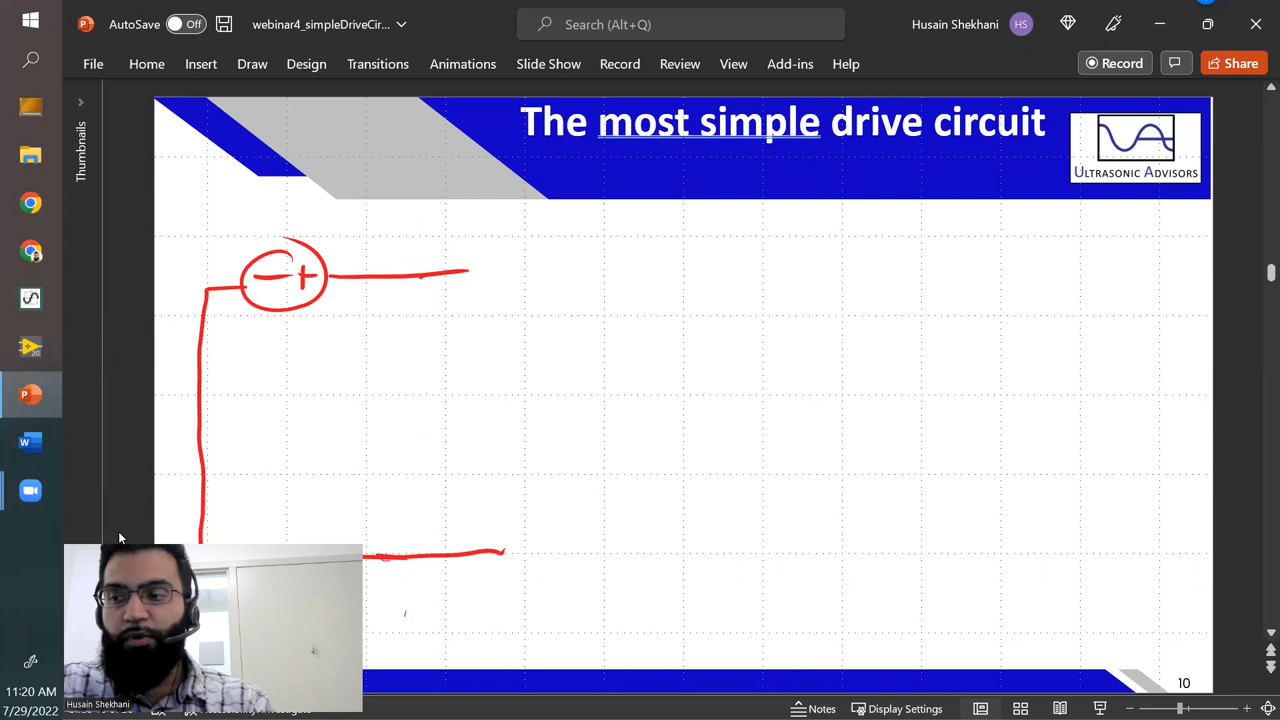 AutoSave Off webinar4_simpleDriveCir... Search (Alt+Q) Husain Shekhani HS
File Home Insert Draw Design Transitions Animations Slide Show Record Review View Add-ins Help Record Share
Thumbnails
The most simple drive circuit
ULTRASONIC ADVISORS
- +
10
Husain Shekhani
11:20 AM
7/29/2022
Notes Display Settings